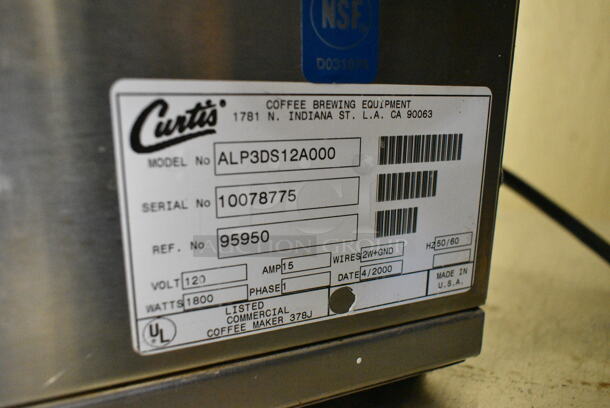 NSF
Curtis
COFFEE BREWING EQUIPMENT
1781 N. INDIANA ST. L.A. CA 90063
MODEL No ALP3DS12A000
SERIAL No 10078775
REF. No 95950
AUCTION GROUP
VOLT 120 AMP 15 WIRES 2W+GND HZ 50/60
WATTS 1800 PHASE 1 DATE 4/2000 MADE IN
U.S.A.
UL
LISTED
COMMERCIAL
COFFEE MAKER 378J